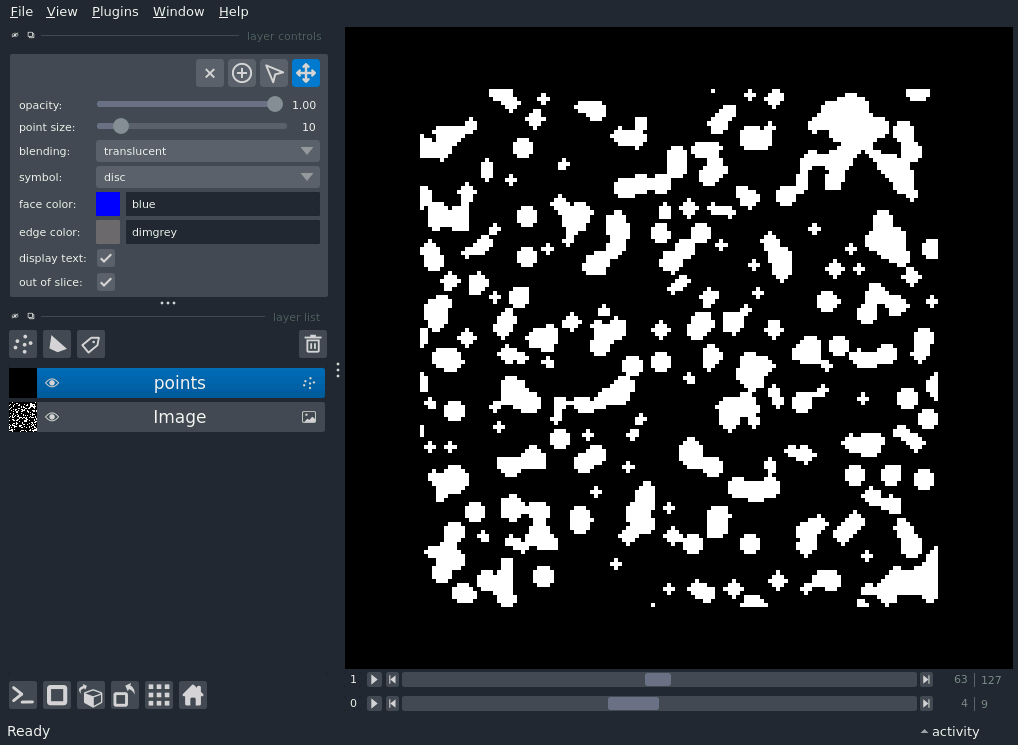 File View Plugins Window Help
layer controls
opacity: 1.00
point size: 10
blending: translucent
symbol: disc
face color: blue
edge color: dimgrey
display text:
out of slice:
layer list
points
Image
1 63 127
0 4 9
Ready activity